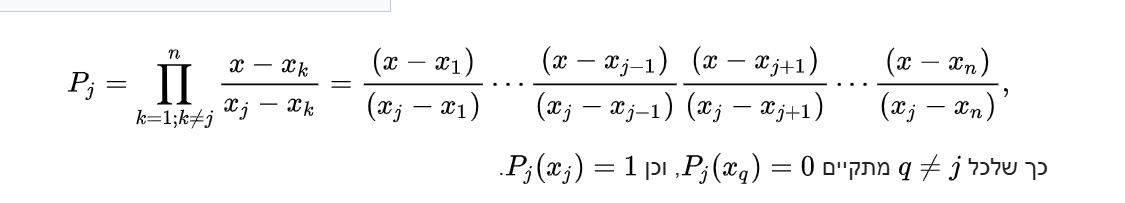 P_j = \prod_{k=1;k\neq j}^{n} \frac{x - x_k}{x_j - x_k} = \frac{(x - x_1)}{(x_j - x_1)} \cdots \frac{(x - x_{j-1})}{(x_j - x_{j-1})} \frac{(x - x_{j+1})}{(x_j - x_{j+1})} \cdots \frac{(x - x_n)}{(x_j - x_n)},
כך שלכל q \neq j מתקיים P_j(x_q) = 0, וכן P_j(x_j) = 1.